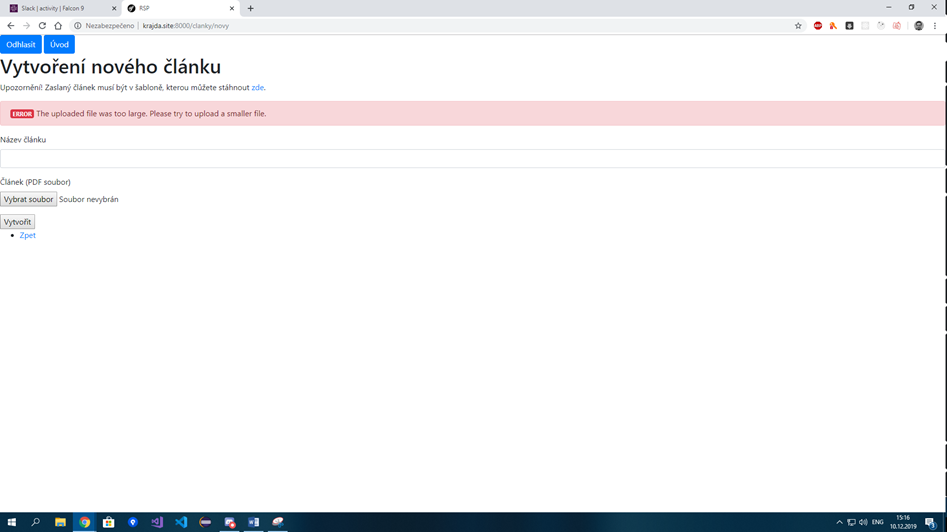 Slack | activity | Falcon 9
RSP
Nezabezpečeno | krajda.site:8000/clanky/novy
Odhlasit Úvod
Vytvoření nového článku
Upozornění! Zaslaný článek musí být v šabloně, kterou můžete stáhnout zde.
ERROR The uploaded file was too large. Please try to upload a smaller file.
Název článku
Článek (PDF soubor)
Vybrat soubor Soubor nevybrán
Vytvořit
Zpet
ENG
15:16
10.12.2019